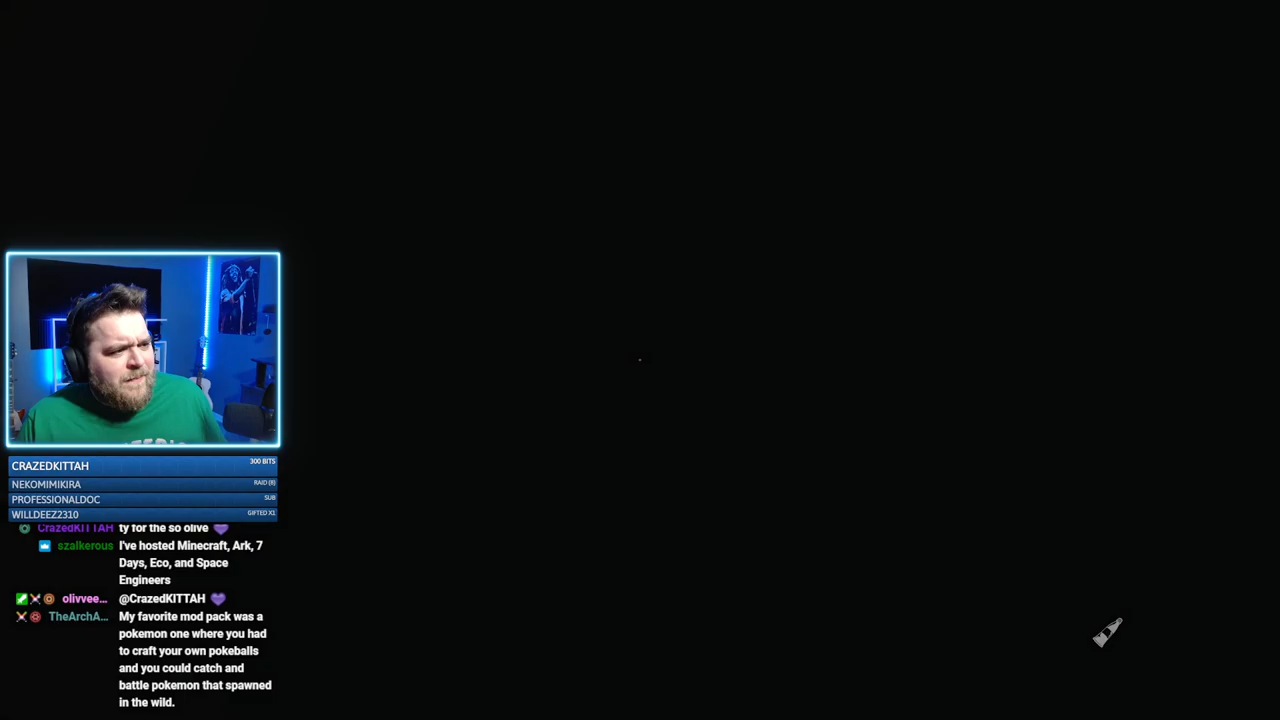 CRAZEDKITTAH 300 BITS
NEKOMIMIKIRA RAID (8)
PROFESSIONALDOC SUB
WILLDEEZ2310 GIFTED X1
CrazedKITTAH ty for the so olive
szalkerous I've hosted Minecraft, Ark, 7
Days, Eco, and Space
Engineers
olivvee... @CrazedKITTAH
TheArchA... My favorite mod pack was a
pokemon one where you had
to craft your own pokeballs
and you could catch and
battle pokemon that spawned
in the wild.